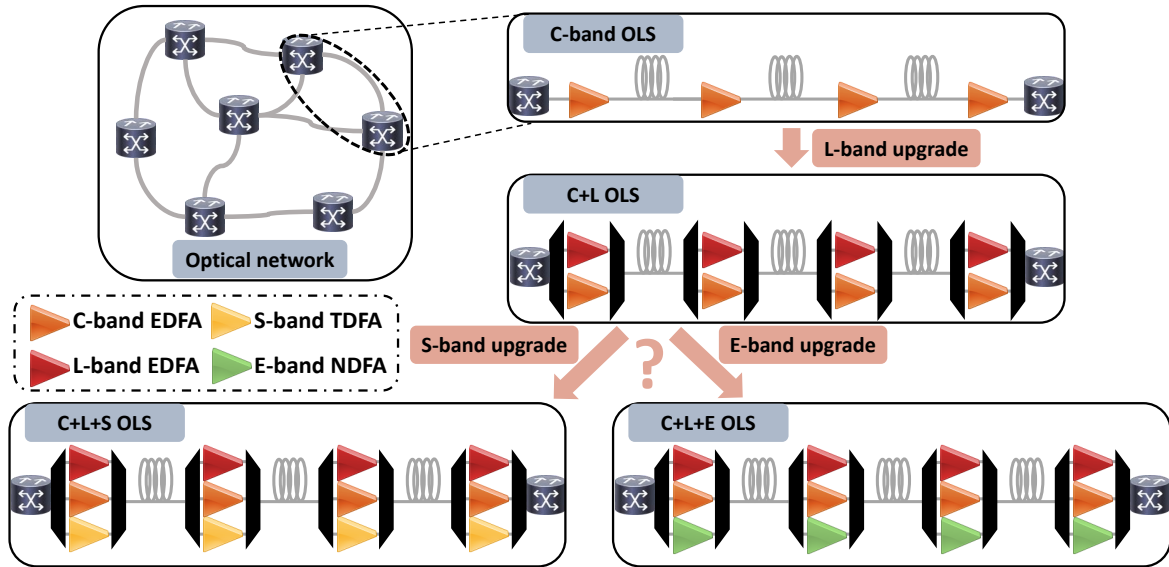 C-band OLS
L-band upgrade
C+L OLS
Optical network
C-band EDFA
S-band TDFA
L-band EDFA
E-band NDFA
S-band upgrade
?
E-band upgrade
C+L+S OLS
C+L+E OLS